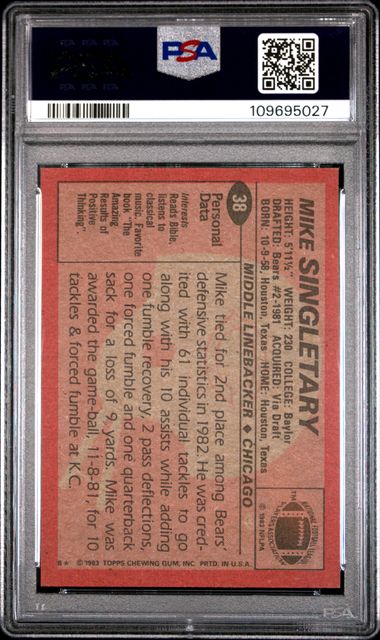 PSA
109695027
38
MIKE SINGLETARY
HEIGHT: 5'11½" WEIGHT: 230 COLLEGE: Baylor
DRAFTED: Bears #2-1981 ACQUIRED: Via Draft
BORN: 10-9-58, Houston, Texas HOME: Houston, Texas
MIDDLE LINEBACKER ◆ CHICAGO
TM
© 1983 NFLPA
Personal
Data
Interests
Reads Bible,
listens to
classical
music. Favorite
book "The
Amazing
Results of
Positive
Thinking".
Mike tied for 2nd place among Bears'
defensive statistics in 1982. He was cred-
ited with 61 individual tackles to go
along with his 10 assists while adding
one fumble recovery, 2 pass deflections,
one forced fumble and one quarterback
sack for a loss of 9 yards. Mike was
awarded the game-ball, 11-8-81, for 10
tackles & forced fumble at K.C.
B★ © 1983 TOPPS CHEWING GUM, INC. PRTD. IN U.S.A.
PSA